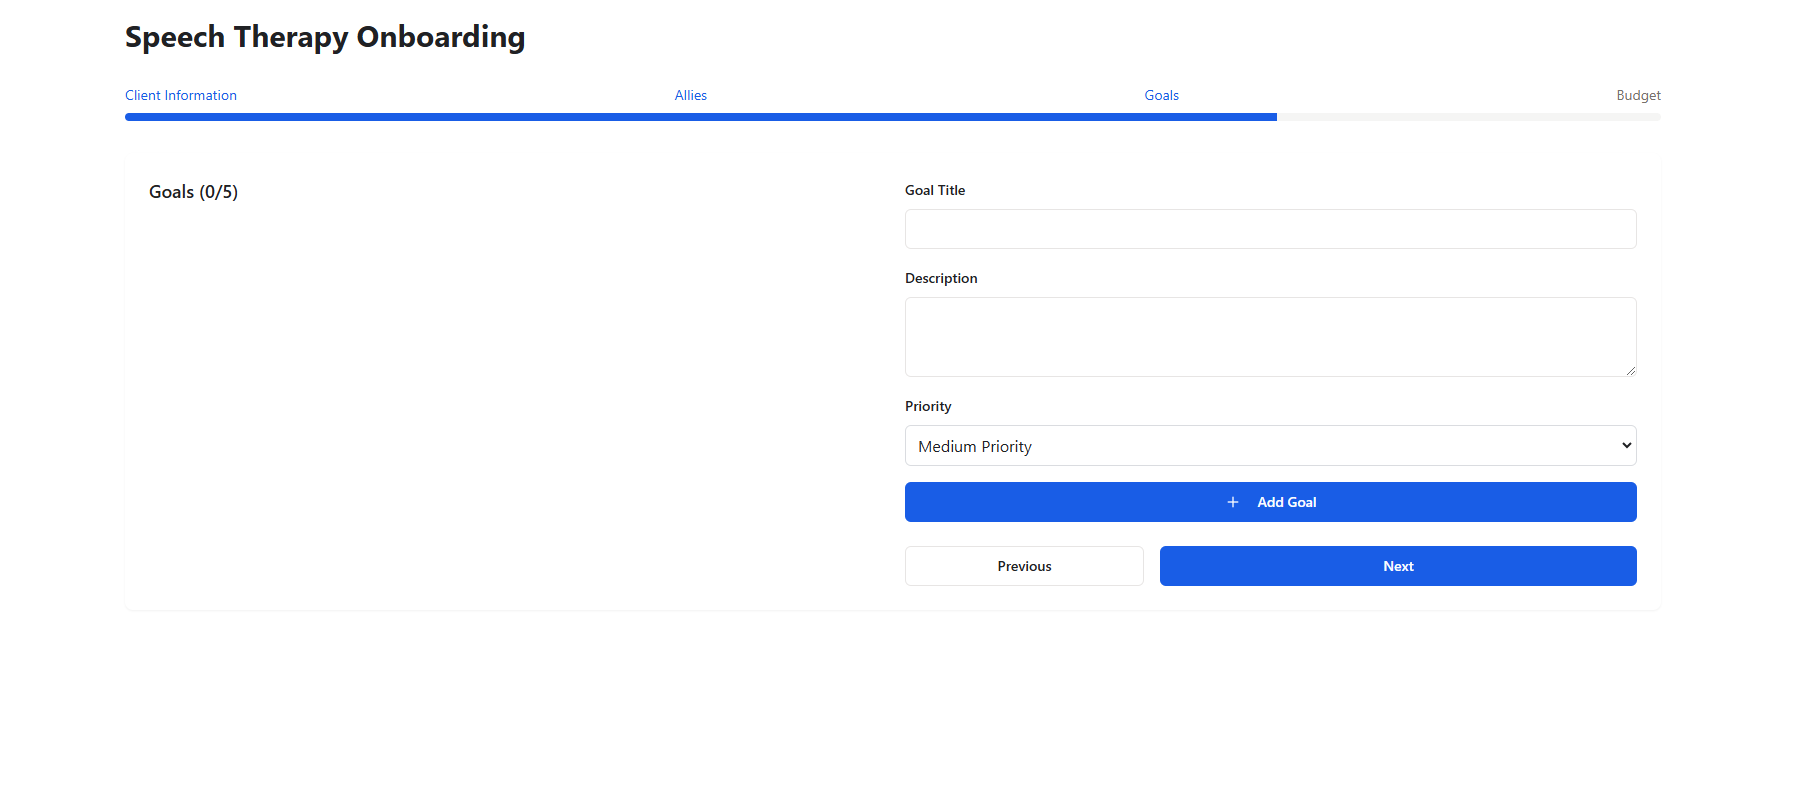 Speech Therapy Onboarding
Client Information
Allies
Goals
Budget
Goals (0/5)
Goal Title
Description
Priority
Medium Priority
+ Add Goal
Previous
Next